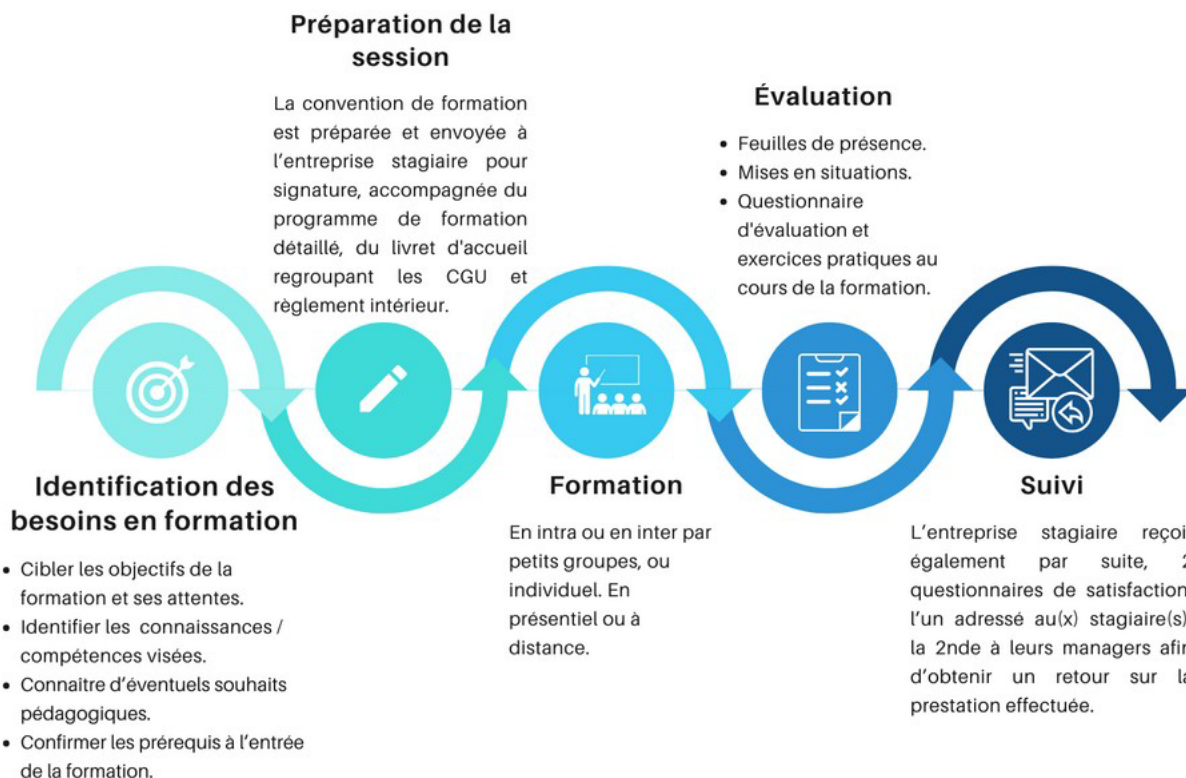 Préparation de la
session
La convention de formation
est préparée et envoyée à
l'entreprise stagiaire pour
signature, accompagnée du
programme de formation
détaillé, du livret d'accueil
regroupant les CGU et
règlement intérieur.
Évaluation
• Feuilles de présence.
• Mises en situations.
• Questionnaire
d'évaluation et
exercices pratiques au
cours de la formation.
Identification des
besoins en formation
• Cibler les objectifs de la
formation et ses attentes.
• Identifier les connaissances /
compétences visées.
• Connaître d'éventuels souhaits
pédagogiques.
• Confirmer les prérequis à l'entrée
de la formation.
Formation
En intra ou en inter par
petits groupes, ou
individuel. En
présentiel ou à
distance.
Suivi
L'entreprise stagiaire reçoi
également par suite, 2
questionnaires de satisfaction
l'un adressé au(x) stagiaire(s)
la 2nde à leurs managers afin
d'obtenir un retour sur la
prestation effectuée.